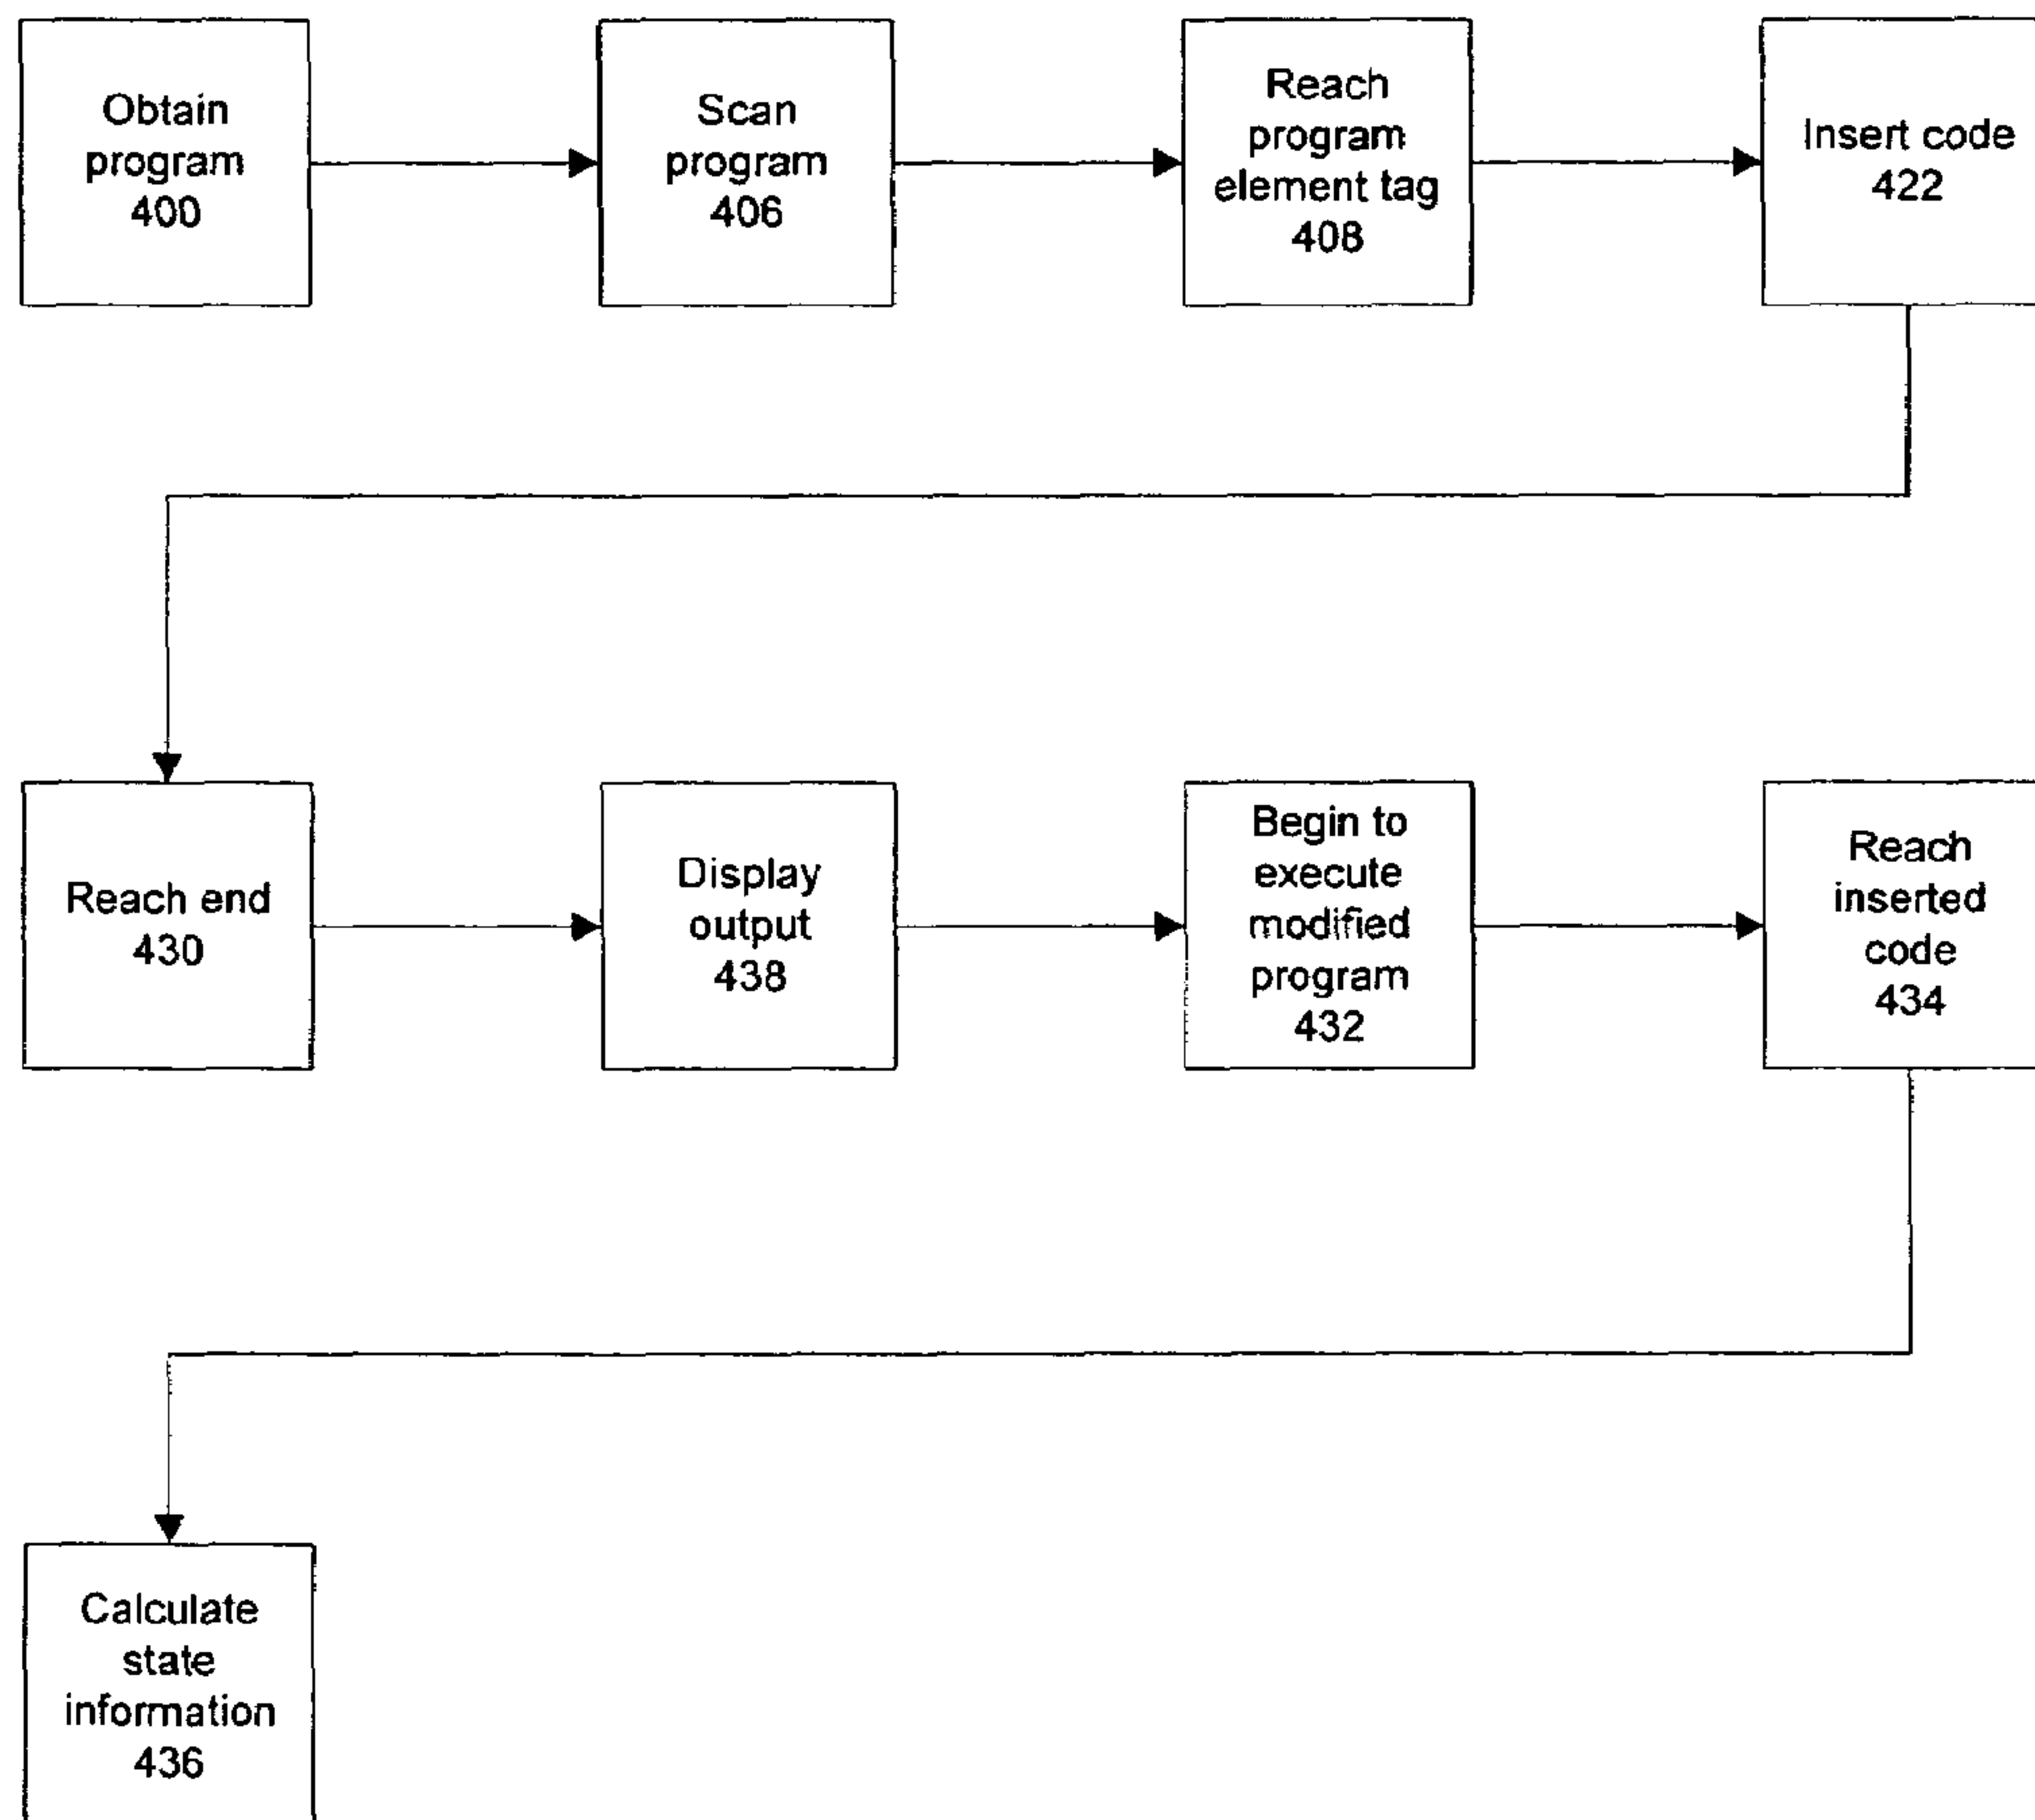 Obtain
program
400
Scan
program
406
Reach
program
element tag
408
Insert code
422
Reach end
430
Display
output
438
Begin to
execute
modified
program
432
Reach
inserted
code
434
Calculate
state
information
436